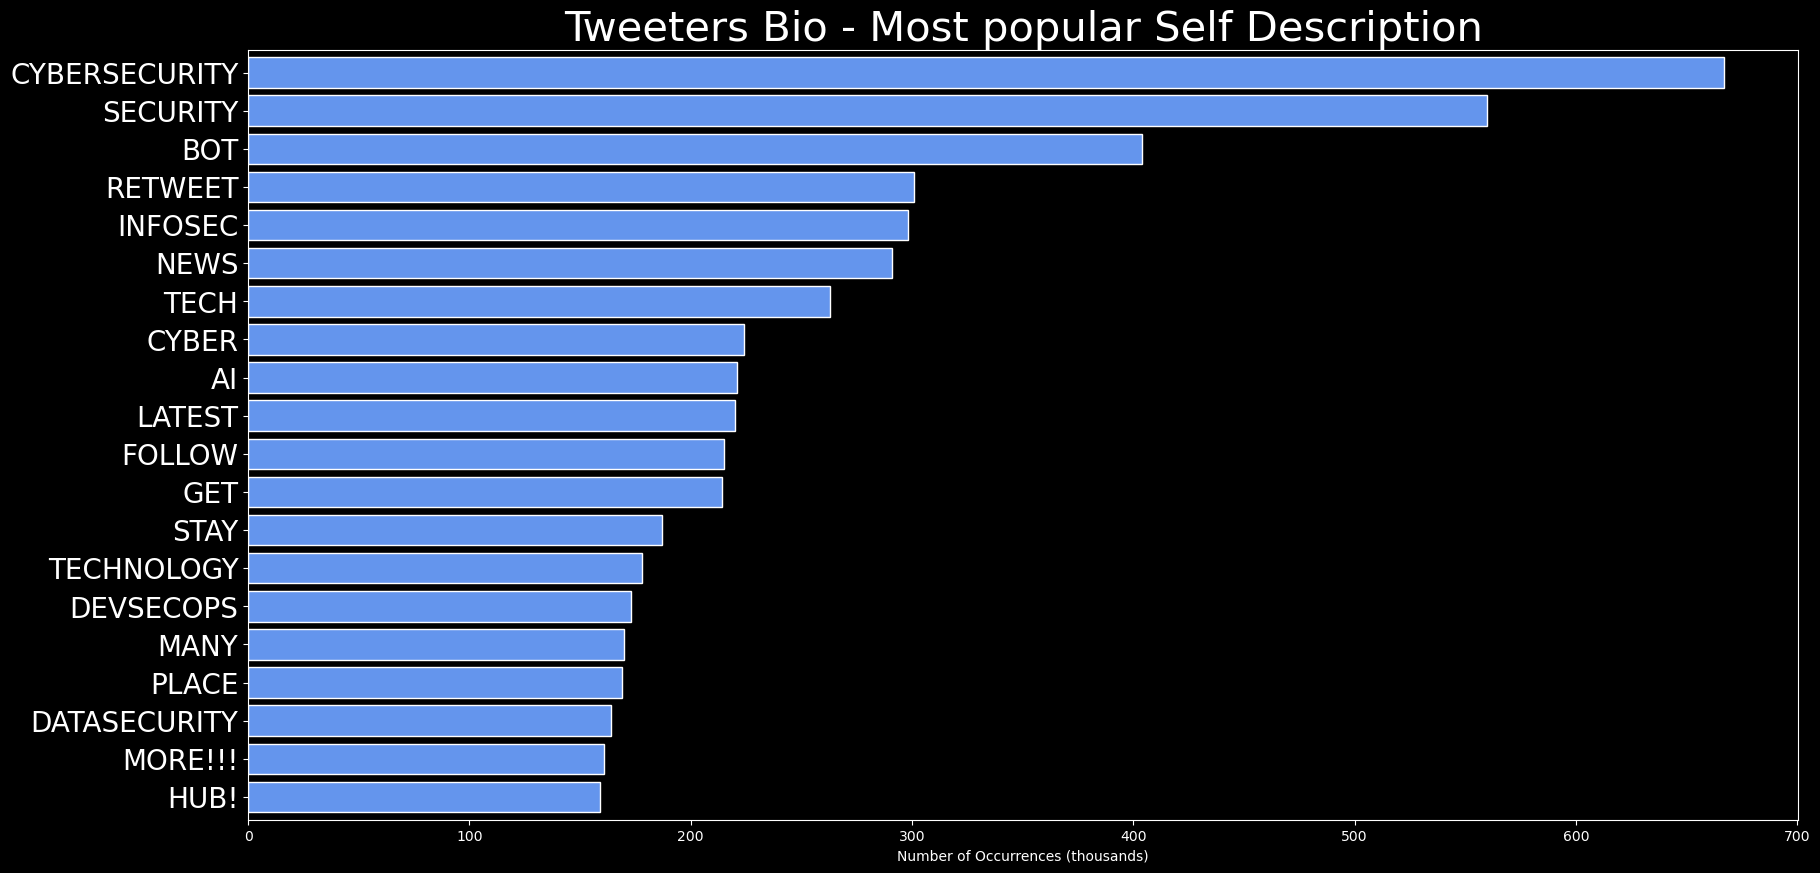 Tweeters Bio - Most popular Self Description
CYBERSECURITY
SECURITY
BOT
RETWEET
INFOSEC
NEWS
TECH
CYBER
AI
LATEST
FOLLOW
GET
STAY
TECHNOLOGY
DEVSECOPS
MANY
PLACE
DATASECURITY
MORE!!!
HUB!
0 100 200 300 400 500 600 700
Number of Occurrences (thousands)